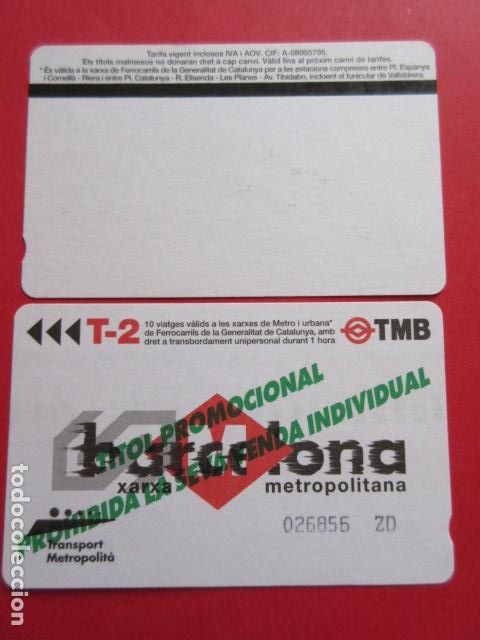 Tarifa vigent inclosos IVA i AOV. CIF: A-08005795.
Els títols malmesos no donaran dret a cap canvi. Vàlid fins al pròxim canvi de tarifes.
*És vàlida a la xarxa de Ferrocarrils de la Generalitat de Catalunya per a les estacions compreses entre Pl. Espanya
i Cornellà - Riera i entre Pl. Catalunya - R. Elisenda - Les Planes - Av. Tibidabo, incloent el funicular de Vallvidrera.
T-2
10 viatges vàlids a les xarxes de Metro i urbana*
de Ferrocarrils de la Generalitat de Catalunya, amb
dret a transbordament unipersonal durant 1 hora
TMB
TITOL PROMOCIONAL
PROHIBIDA LA SEVA VENDA INDIVIDUAL
barcelona
xarxa metropolitana
026856 ZD
Transport
Metropolità
todocoleccion